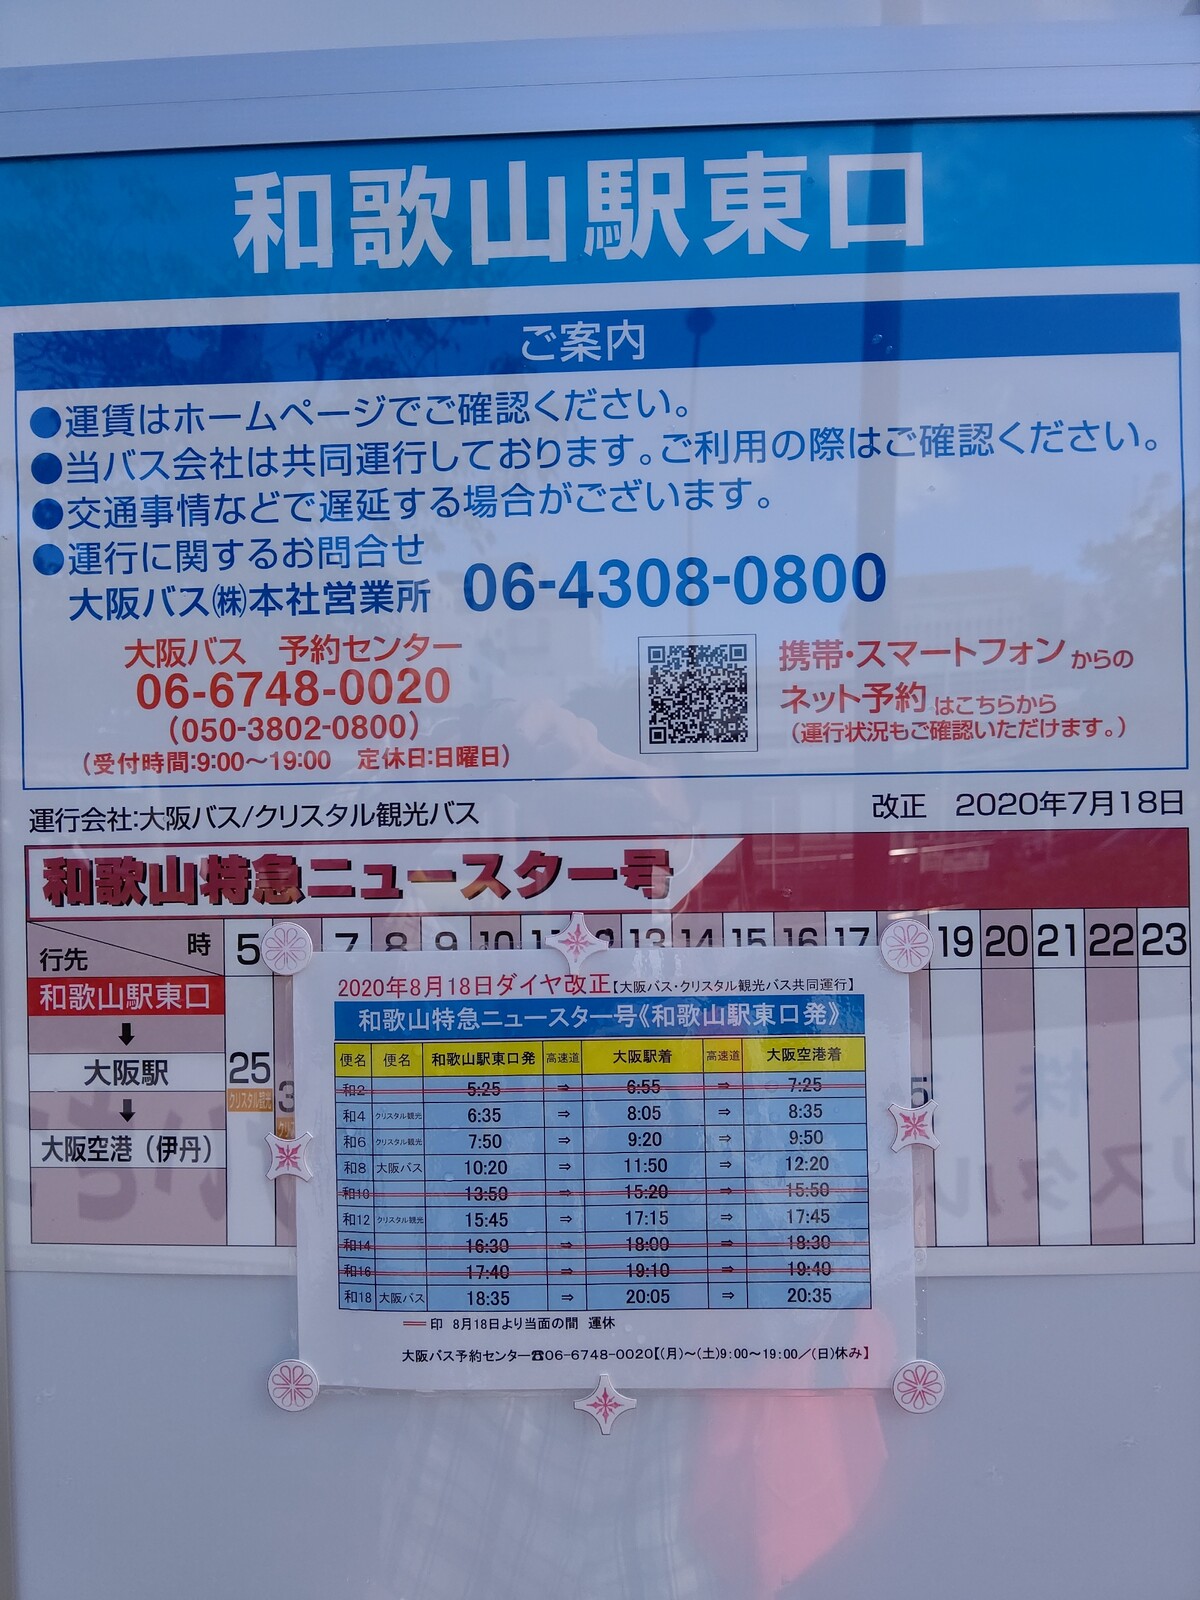 和歌山駅東口
ご案内
●運賃はホームページでご確認ください。
●当バス会社は共同運行しております。ご利用の際はご確認ください。
●交通事情などで遅延する場合がございます。
●運行に関するお問合せ
大阪バス㈱本社営業所 06-4308-0800
大阪バス 予約センター
06-6748-0020
(050-3802-0800)
(受付時間:9:00〜19:00 定休日:日曜日)
携帯・スマートフォンからの
ネット予約はこちらから
(運行状況もご確認いただけます。)
運行会社:大阪バス/クリスタル観光バス 改正 2020年7月18日
和歌山特急ニュースター号
行先 時 5 7 8 9 10 11 12 13 14 15 16 17 19 20 21 22 23
和歌山駅東口
⬇
大阪駅 25
クリスタル観光
⬇
大阪空港（伊丹）
2020年8月18日ダイヤ改正【大阪バス・クリスタル観光バス共同運行】
和歌山特急ニュースター号《和歌山駅東口発》
便名 便名 和歌山駅東口発 高速道 大阪駅着 高速道 大阪空港着
和2 5:25 ⇒ 6:55 ⇒ 7:25
和4 クリスタル観光 6:35 ⇒ 8:05 ⇒ 8:35
和6 クリスタル観光 7:50 ⇒ 9:20 ⇒ 9:50
和8 大阪バス 10:20 ⇒ 11:50 ⇒ 12:20
和10 13:50 ⇒ 15:20 ⇒ 15:50
和12 クリスタル観光 15:45 ⇒ 17:15 ⇒ 17:45
和14 16:30 ⇒ 18:00 ⇒ 18:30
和16 17:40 ⇒ 19:10 ⇒ 19:40
和18 大阪バス 18:35 ⇒ 20:05 ⇒ 20:35
══印 8月18日より当面の間 運休
大阪バス予約センター☎06-6748-0020【(月)〜(土)9:00〜19:00／(日)休み】